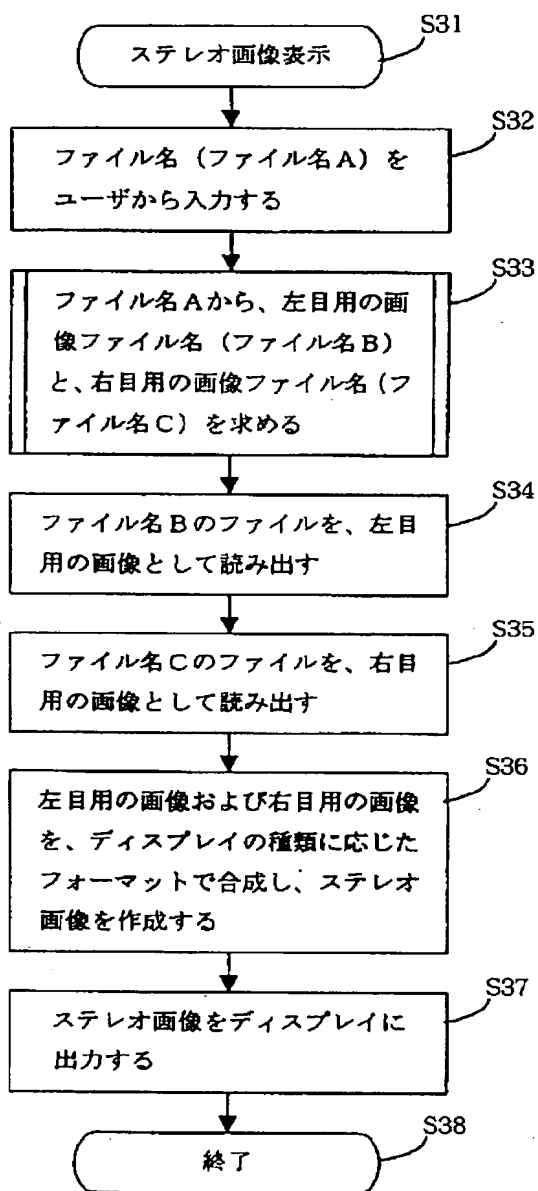 S31
ステレオ画像表示
S32
ファイル名（ファイル名A）を
ユーザから入力する
S33
ファイル名Aから、左目用の画
像ファイル名（ファイル名B）
と、右目用の画像ファイル名（フ
ァイル名C）を求める
S34
ファイル名Bのファイルを、左目
用の画像として読み出す
S35
ファイル名Cのファイルを、右目
用の画像として読み出す
S36
左目用の画像および右目用の画像
を、ディスプレイの種類に応じた
フォーマットで合成し、ステレオ
画像を作成する
S37
ステレオ画像をディスプレイに
出力する
S38
終了